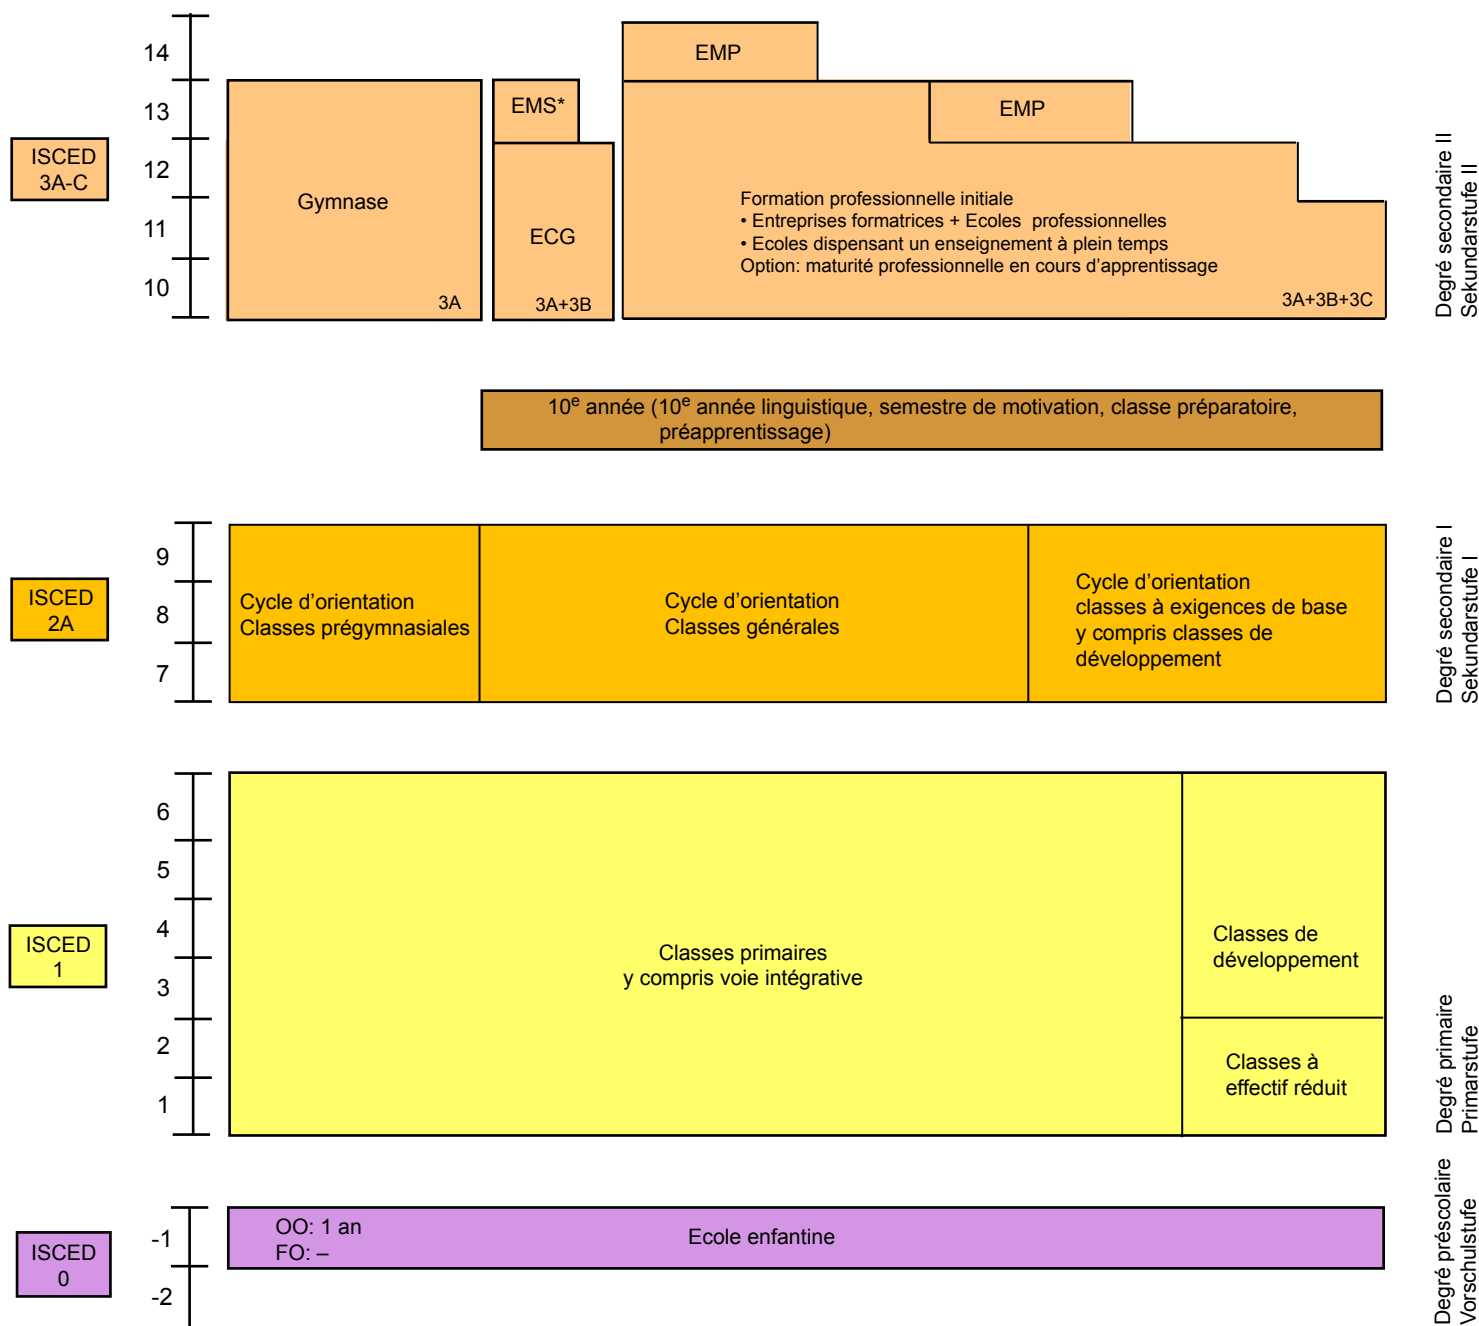 14
EMP
13
EMS*
EMP
ISCED
3A-C
12
Gymnase
Formation professionnelle initiale
• Entreprises formatrices + Ecoles professionnelles
• Ecoles dispensant un enseignement à plein temps
Option: maturité professionnelle en cours d'apprentissage
11
ECG
10
3A
3A+3B
3A+3B+3C
Degré secondaire II
Sekundarstufe II
10e année (10e année linguistique, semestre de motivation, classe préparatoire,
préapprentissage)
9
ISCED
2A
8
7
Cycle d'orientation
Classes prégymnasiales
Cycle d'orientation
Classes générales
Cycle d'orientation
classes à exigences de base
y compris classes de
développement
Degré secondaire I
Sekundarstufe I
6
5
4
ISCED
1
3
2
1
Classes primaires
y compris voie intégrative
Classes de
développement
Classes à
effectif réduit
Degré primaire
Primarstufe
-1
ISCED
0
-2
OO: 1 an
FO: –
Ecole enfantine
Degré préscolaire
Vorschulstufe